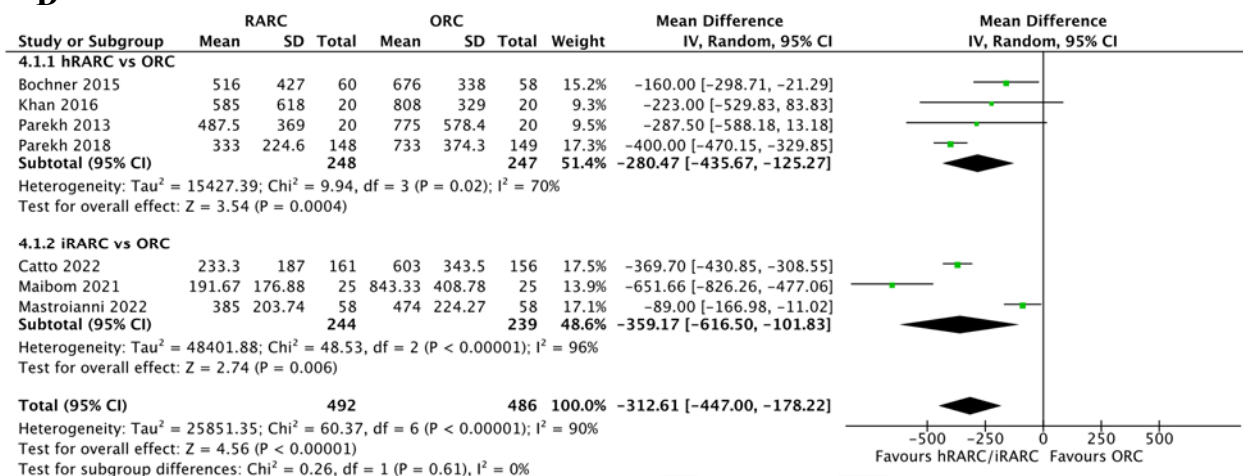 D
RARC ORC Mean Difference Mean Difference
Study or Subgroup Mean SD Total Mean SD Total Weight IV, Random, 95% CI IV, Random, 95% CI
4.1.1 hRARC vs ORC
Bochner 2015 516 427 60 676 338 58 15.2% −160.00 [−298.71, −21.29]
Khan 2016 585 618 20 808 329 20 9.3% −223.00 [−529.83, 83.83]
Parekh 2013 487.5 369 20 775 578.4 20 9.5% −287.50 [−588.18, 13.18]
Parekh 2018 333 224.6 148 733 374.3 149 17.3% −400.00 [−470.15, −329.85]
Subtotal (95% CI) 248 247 51.4% −280.47 [−435.67, −125.27]
Heterogeneity: Tau² = 15427.39; Chi² = 9.94, df = 3 (P = 0.02); I² = 70%
Test for overall effect: Z = 3.54 (P = 0.0004)
4.1.2 iRARC vs ORC
Catto 2022 233.3 187 161 603 343.5 156 17.5% −369.70 [−430.85, −308.55]
Maibom 2021 191.67 176.88 25 843.33 408.78 25 13.9% −651.66 [−826.26, −477.06]
Mastroianni 2022 385 203.74 58 474 224.27 58 17.1% −89.00 [−166.98, −11.02]
Subtotal (95% CI) 244 239 48.6% −359.17 [−616.50, −101.83]
Heterogeneity: Tau² = 48401.88; Chi² = 48.53, df = 2 (P < 0.00001); I² = 96%
Test for overall effect: Z = 2.74 (P = 0.006)
Total (95% CI) 492 486 100.0% −312.61 [−447.00, −178.22]
Heterogeneity: Tau² = 25851.35; Chi² = 60.37, df = 6 (P < 0.00001); I² = 90%
Test for overall effect: Z = 4.56 (P < 0.00001)
Test for subgroup differences: Chi² = 0.26, df = 1 (P = 0.61), I² = 0%
−500 −250 0 250 500
Favours hRARC/iRARC Favours ORC